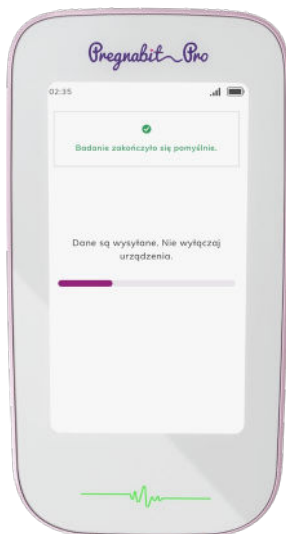 Pregnabit Pro
02:35
Badanie zakończyło się pomyślnie.
Dane są wysyłane. Nie wyłączaj
urządzenia.